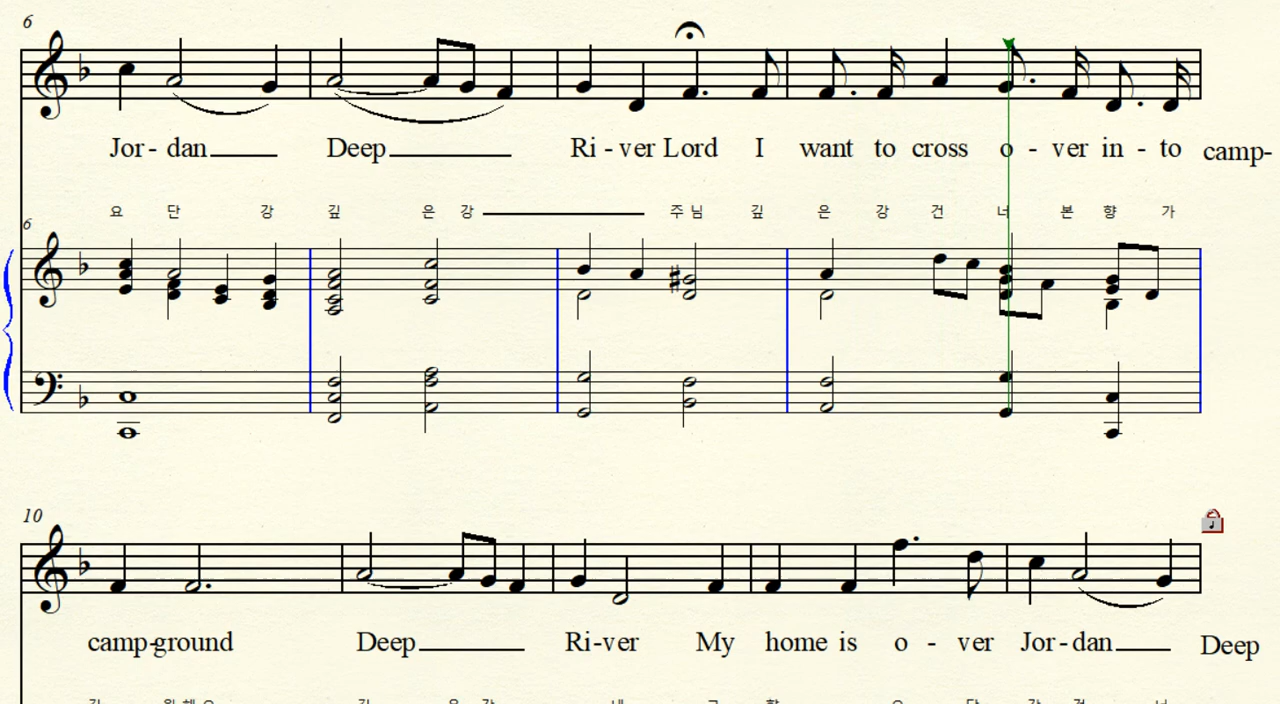 6
Jor - dan Deep Ri - ver Lord I want to cross o - ver in - to camp-
요 단 강 깊 은 강 주 님 깊 은 강 건 너 본 향 가
6
10
camp-ground Deep Ri-ver My home is o - ver Jor-dan Deep